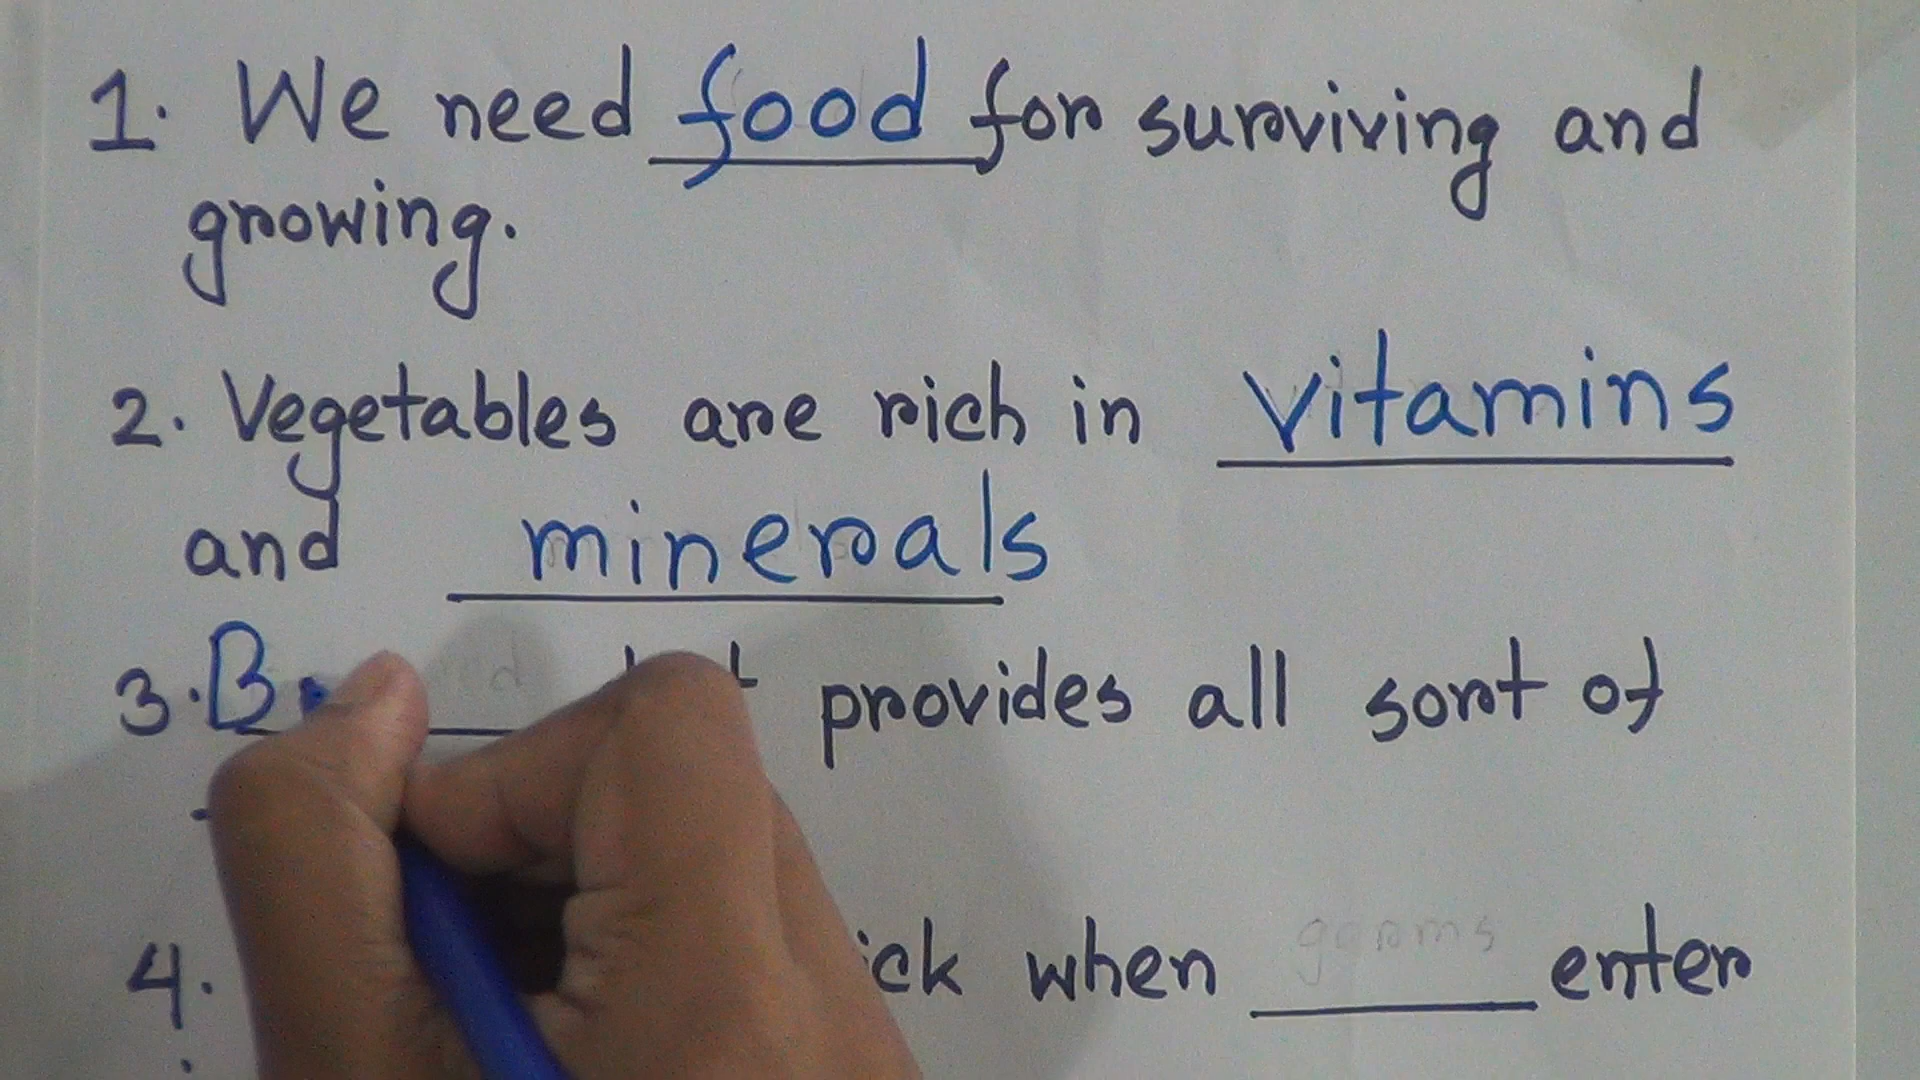 1. We need food for surviving and
growing.
2. Vegetables are rich in vitamins
and minerals
3. provides all sort of
4. when germs enter